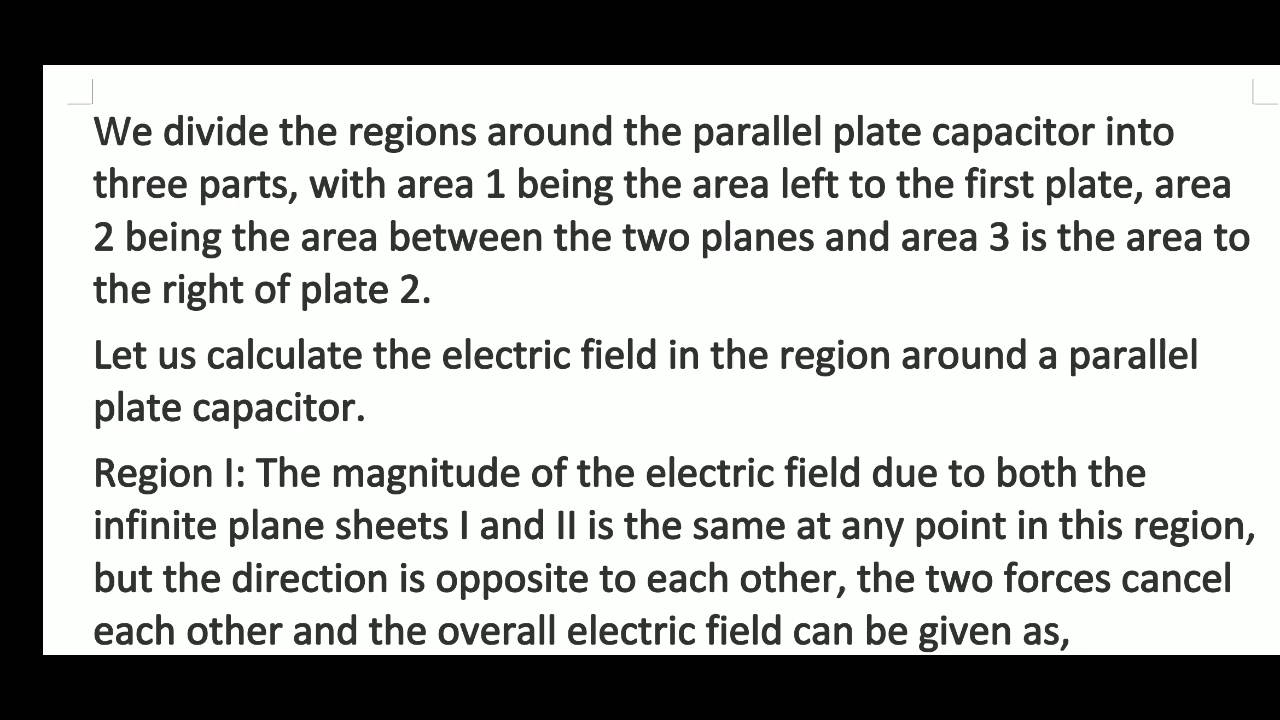 We divide the regions around the parallel plate capacitor into
three parts, with area 1 being the area left to the first plate, area
2 being the area between the two planes and area 3 is the area to
the right of plate 2.
Let us calculate the electric field in the region around a parallel
plate capacitor.
Region I: The magnitude of the electric field due to both the
infinite plane sheets I and II is the same at any point in this region,
but the direction is opposite to each other, the two forces cancel
each other and the overall electric field can be given as,